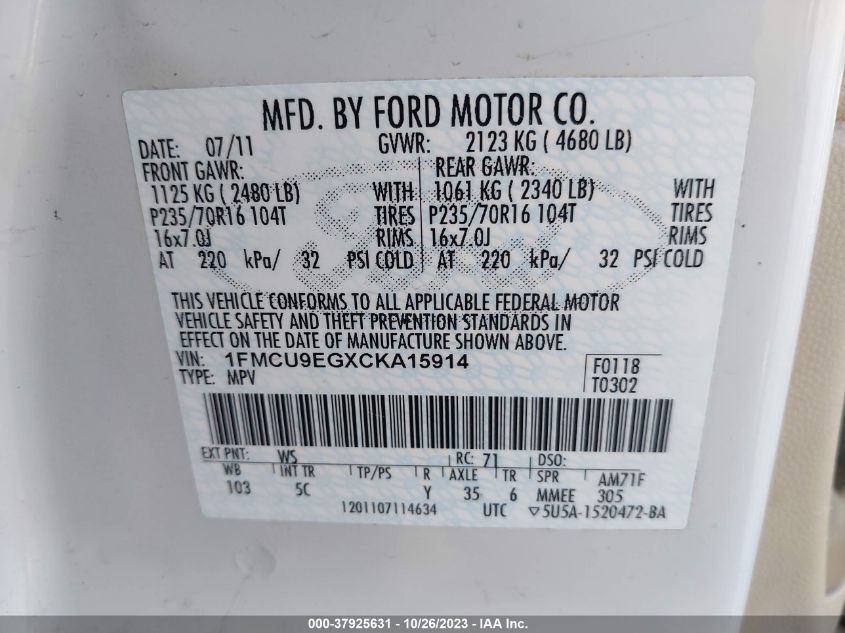 MFD. BY FORD MOTOR CO.
DATE: 07/11 GVWR: 2123 KG ( 4680 LB)
FRONT GAWR: REAR GAWR:
1125 KG ( 2480 LB) WITH 1061 KG ( 2340 LB) WITH
P235/70R16 104T TIRES P235/70R16 104T TIRES
16x7.0J RIMS 16x7.0J RIMS
AT 220 kPa/ 32 PSI COLD AT 220 kPa/ 32 PSI COLD
Ford
THIS VEHICLE CONFORMS TO ALL APPLICABLE FEDERAL MOTOR
VEHICLE SAFETY AND THEFT PREVENTION STANDARDS IN
EFFECT ON THE DATE OF MANUFACTURE SHOWN ABOVE.
VIN: 1FMCU9EGXCKA15914 F0118
TYPE: MPV T0302
EXT PNT: WS RC: 71 DSO:
WB INT TR TP/PS R AXLE TR SPR AM71F
103 5C Y 35 6 MMEE 305
1201107114634 UTC ▽5U5A-1520472-BA
000-37925631 - 10/26/2023 - IAA Inc.